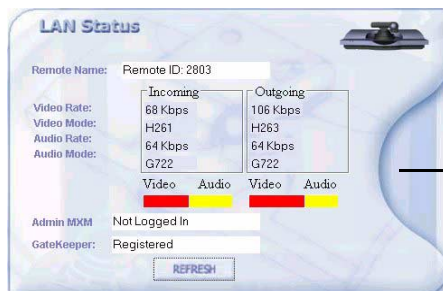 LAN Status
Remote Name: Remote ID: 2803
Incoming Outgoing
Video Rate: 68 Kbps 106 Kbps
Video Mode: H261 H263
Audio Rate: 64 Kbps 64 Kbps
Audio Mode: G722 G722
Video Audio Video Audio
Admin MXM Not Logged In
GateKeeper: Registered
REFRESH